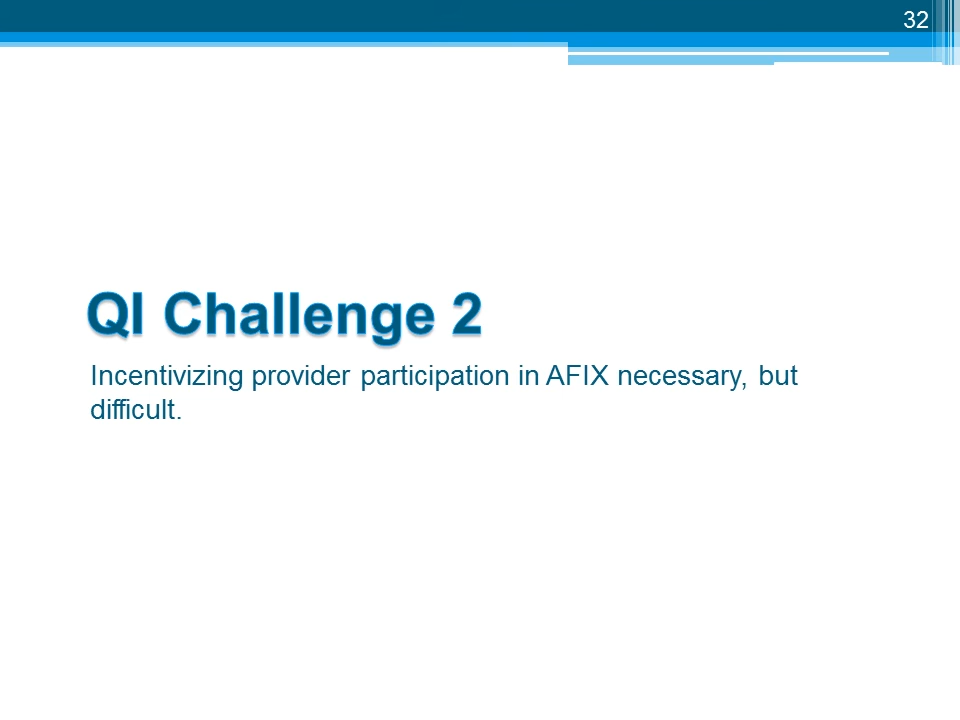 32
QI Challenge 2
Incentivizing provider participation in AFIX necessary, but
difficult.